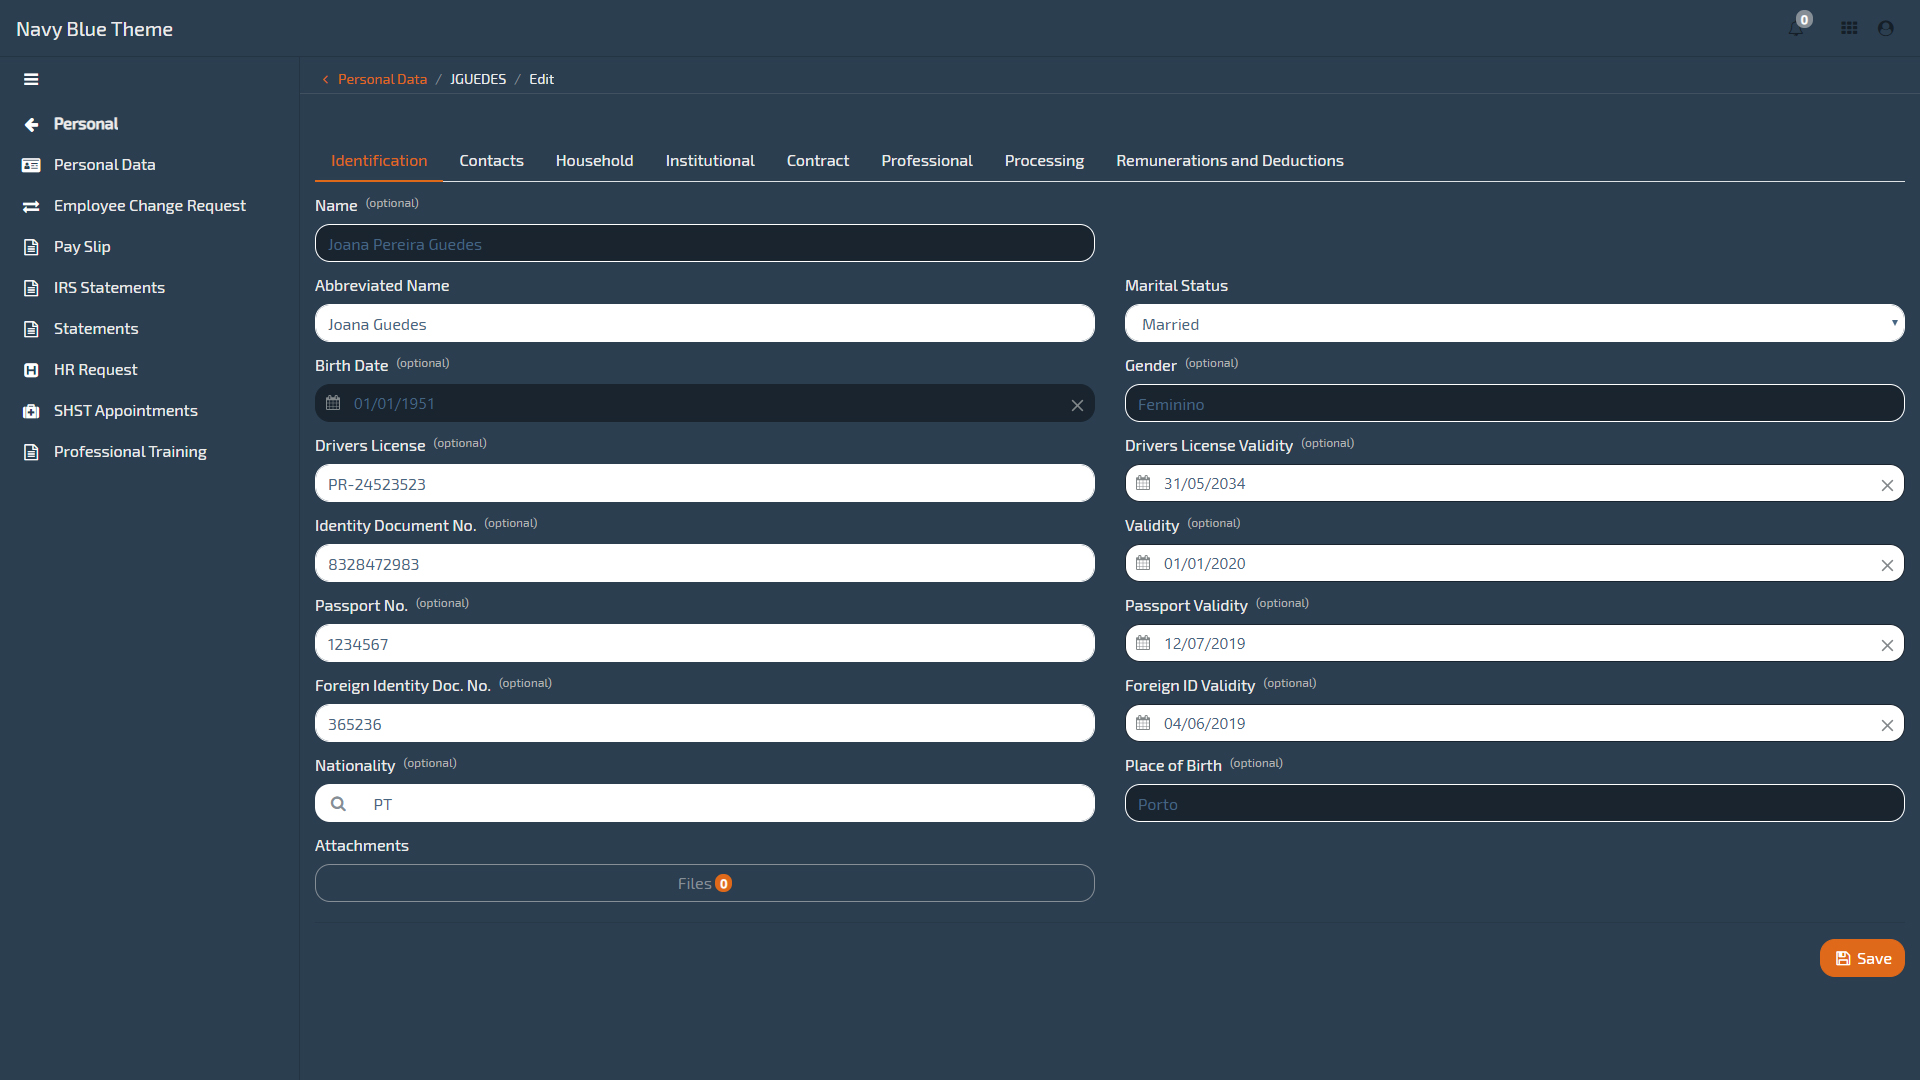 Navy Blue Theme
0
Personal Data / JGUEDES / Edit
Personal
Personal Data
Employee Change Request
Pay Slip
IRS Statements
Statements
HR Request
SHST Appointments
Professional Training
Identification Contacts Household Institutional Contract Professional Processing Remunerations and Deductions
Name (optional)
Joana Pereira Guedes
Abbreviated Name
Joana Guedes
Marital Status
Married
Birth Date (optional)
01/01/1951
Gender (optional)
Feminino
Drivers License (optional)
PR-24523523
Drivers License Validity (optional)
31/05/2034
Identity Document No. (optional)
8328472983
Validity (optional)
01/01/2020
Passport No. (optional)
1234567
Passport Validity (optional)
12/07/2019
Foreign Identity Doc. No. (optional)
365236
Foreign ID Validity (optional)
04/06/2019
Nationality (optional)
PT
Place of Birth (optional)
Porto
Attachments
Files 0
Save